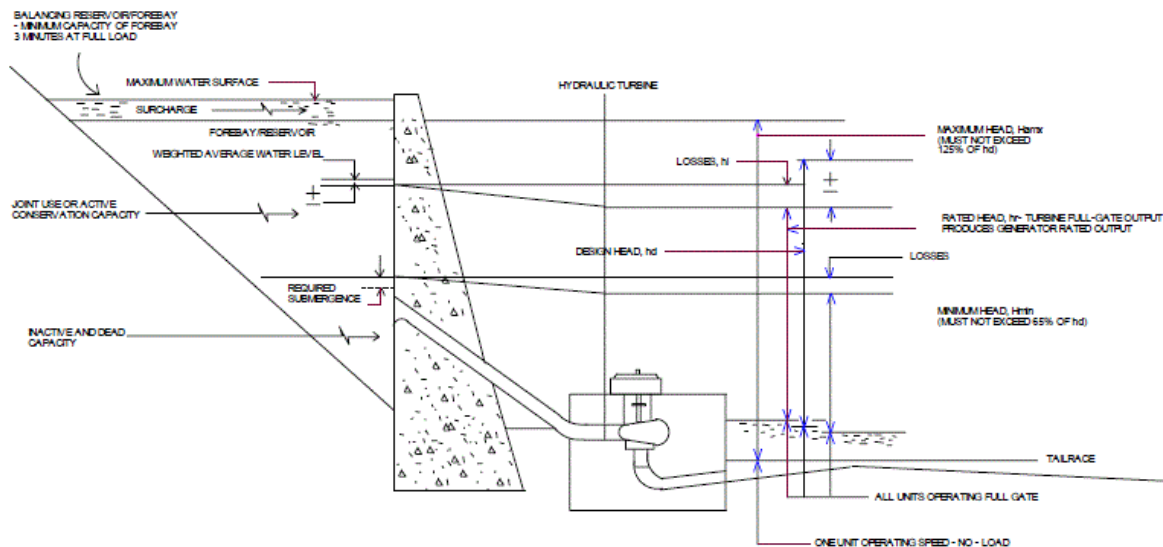 BALANCING RESERVOIR/FOREBAY
- MINIMUM CAPACITY OF FOREBAY
3 MINUTES AT FULL LOAD
MAXIMUM WATER SURFACE
HYDRAULIC TURBINE
SURCHARGE
FOREBAY/RESERVOIR
MAXIMUM HEAD, Hamx
(MUST NOT EXCEED
125% OF hd)
WEIGHTED AVERAGE WATER LEVEL
LOSSES, hl
±
±
JOINT USE OR ACTIVE
CONSERVATION CAPACITY
RATED HEAD, hr- TURBINE FULL-GATE OUTPUT
PRODUCES GENERATOR RATED OUTPUT
DESIGN HEAD, hd
LOSSES
REQUIRED
SUBMERGENCE
MINIMUM HEAD, Hmin
(MUST NOT EXCEED 65% OF hd)
INACTIVE AND DEAD
CAPACITY
TAILRACE
ALL UNITS OPERATING FULL GATE
ONE UNIT OPERATING SPEED - NO - LOAD